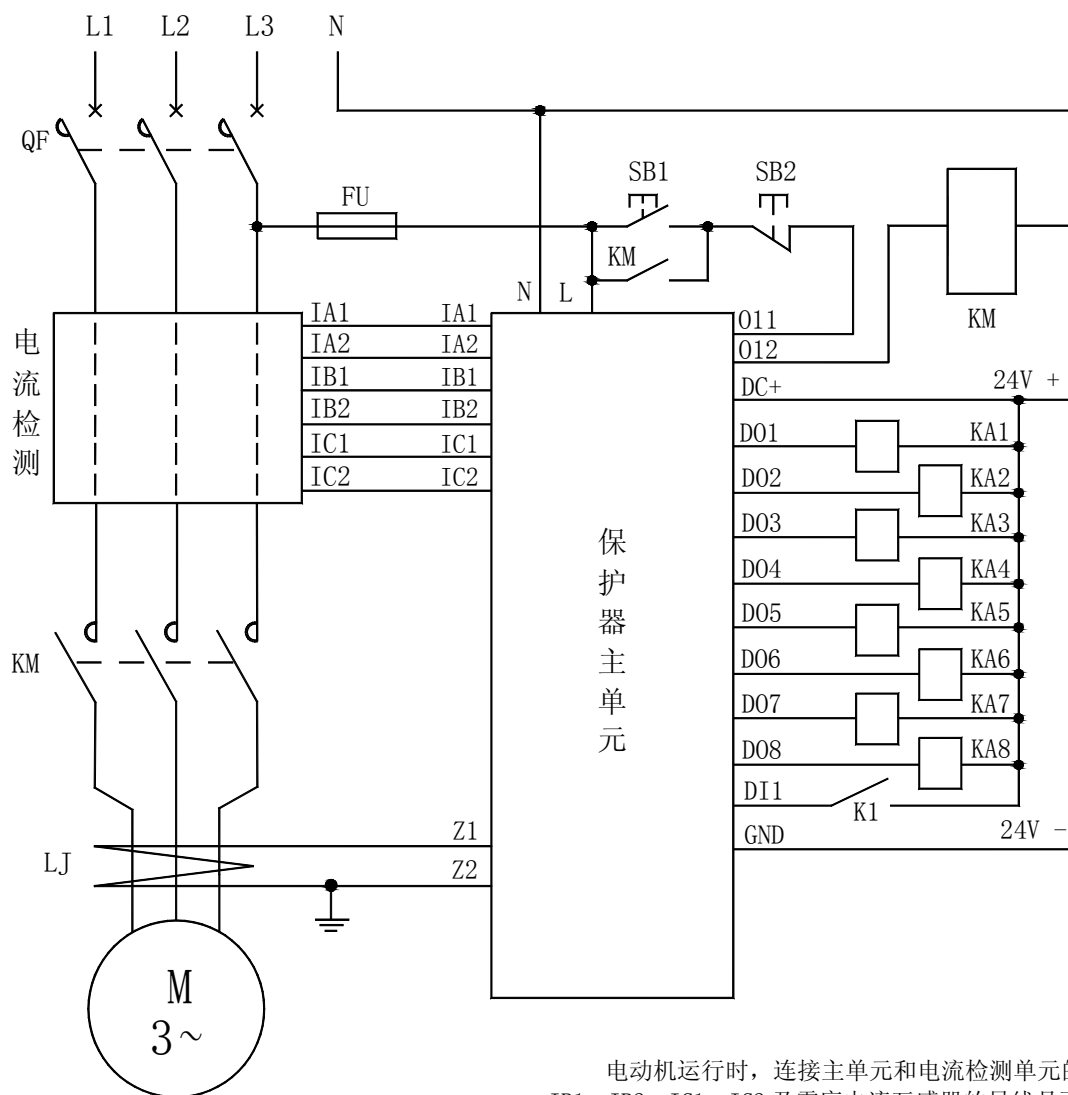 L1 L2 L3 N
QF
SB1 SB2
FU
KM
N L
KM
电流检测
IA1 IA1
IA2 IA2
IB1 IB1
IB2 IB2
IC1 IC1
IC2 IC2
O11
O12
DC+ 24V +
DO1 KA1
DO2 KA2
DO3 KA3
DO4 KA4
DO5 KA5
DO6 KA6
DO7 KA7
DO8 KA8
DI1 K1
GND 24V -
保护器主单元
KM
LJ
Z1
Z2
M
3~
电动机运行时，连接主单元和电流检测单元的